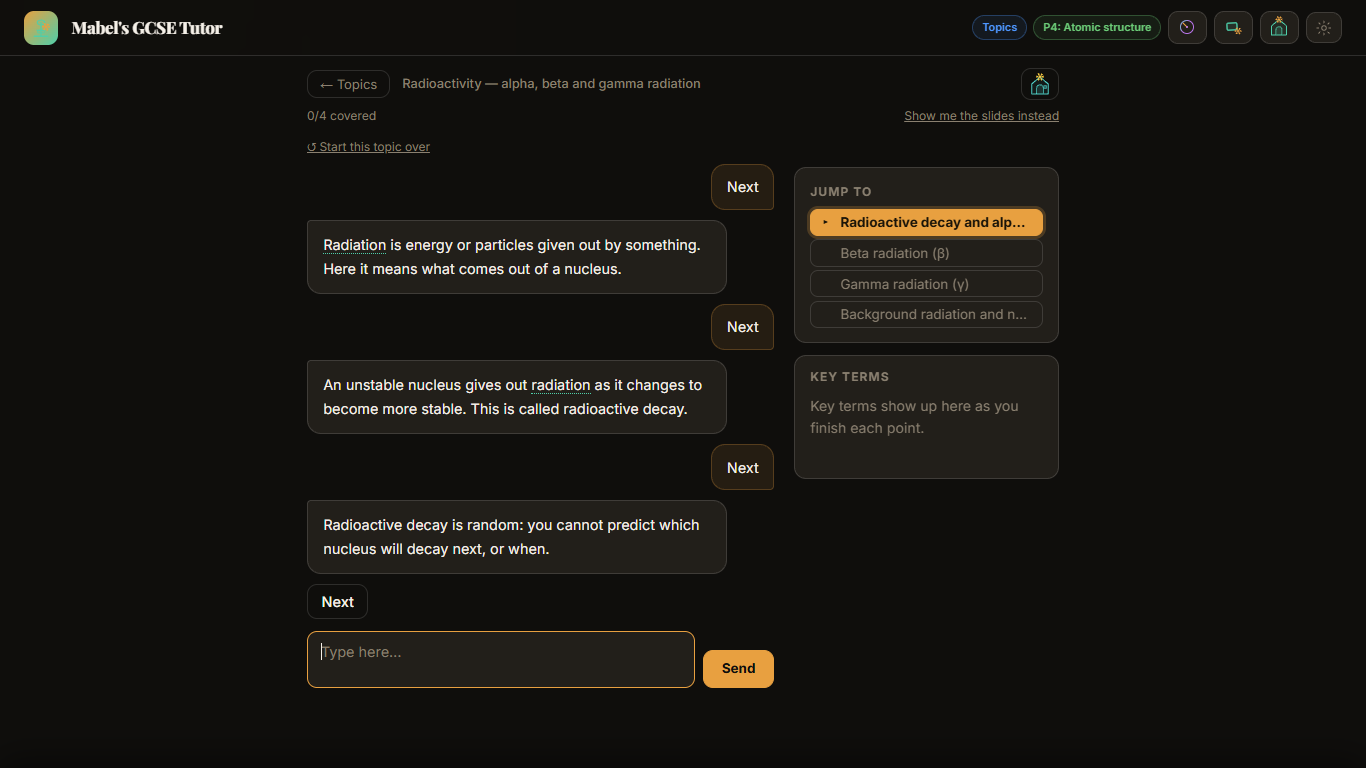 Mabel's GCSE Tutor
Topics
P4: Atomic structure
← Topics
Radioactivity — alpha, beta and gamma radiation
0/4 covered
Show me the slides instead
↺ Start this topic over
Next
Radiation is energy or particles given out by something.
Here it means what comes out of a nucleus.
Next
An unstable nucleus gives out radiation as it changes to
become more stable. This is called radioactive decay.
Next
Radioactive decay is random: you cannot predict which
nucleus will decay next, or when.
Next
Type here...
Send
JUMP TO
▸ Radioactive decay and alp...
Beta radiation (β)
Gamma radiation (γ)
Background radiation and n...
KEY TERMS
Key terms show up here as you
finish each point.